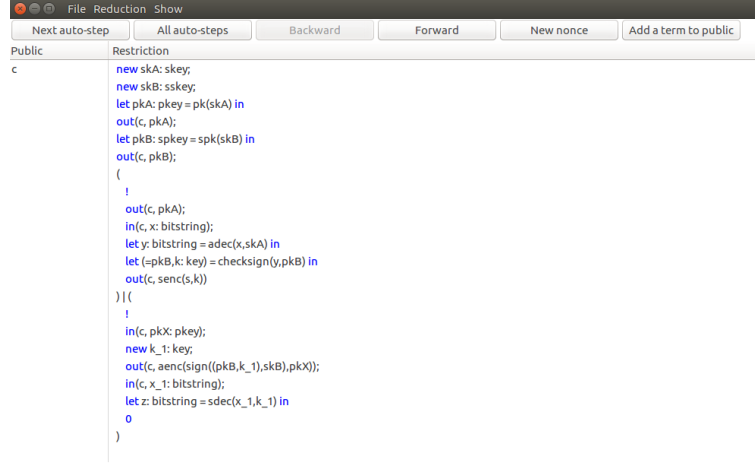 File Reduction Show
Next auto-step All auto-steps Backward Forward New nonce Add a term to public
Public Restriction
c new skA: skey;
new skB: sskey;
let pkA: pkey = pk(skA) in
out(c, pkA);
let pkB: spkey = spk(skB) in
out(c, pkB);
(
!
out(c, pkA);
in(c, x: bitstring);
let y: bitstring = adec(x,skA) in
let (=pkB,k: key) = checksign(y,pkB) in
out(c, senc(s,k))
) | (
!
in(c, pkX: pkey);
new k_1: key;
out(c, aenc(sign((pkB,k_1),skB),pkX));
in(c, x_1: bitstring);
let z: bitstring = sdec(x_1,k_1) in
0
)